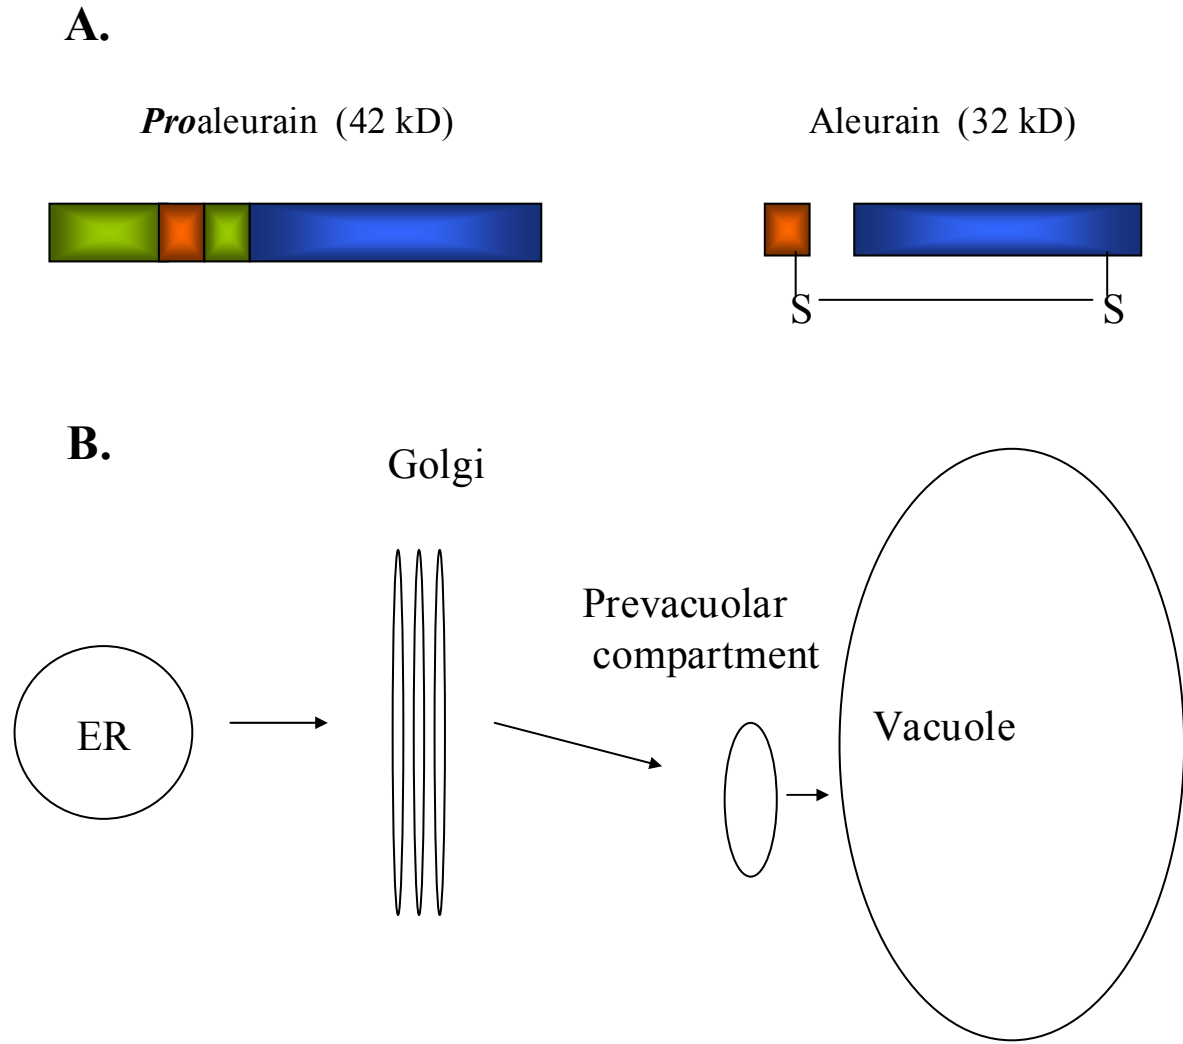 A.
Proaleurain (42 kD)
Aleurain (32 kD)
S
S
B.
Golgi
Prevacuolar
compartment
ER
Vacuole